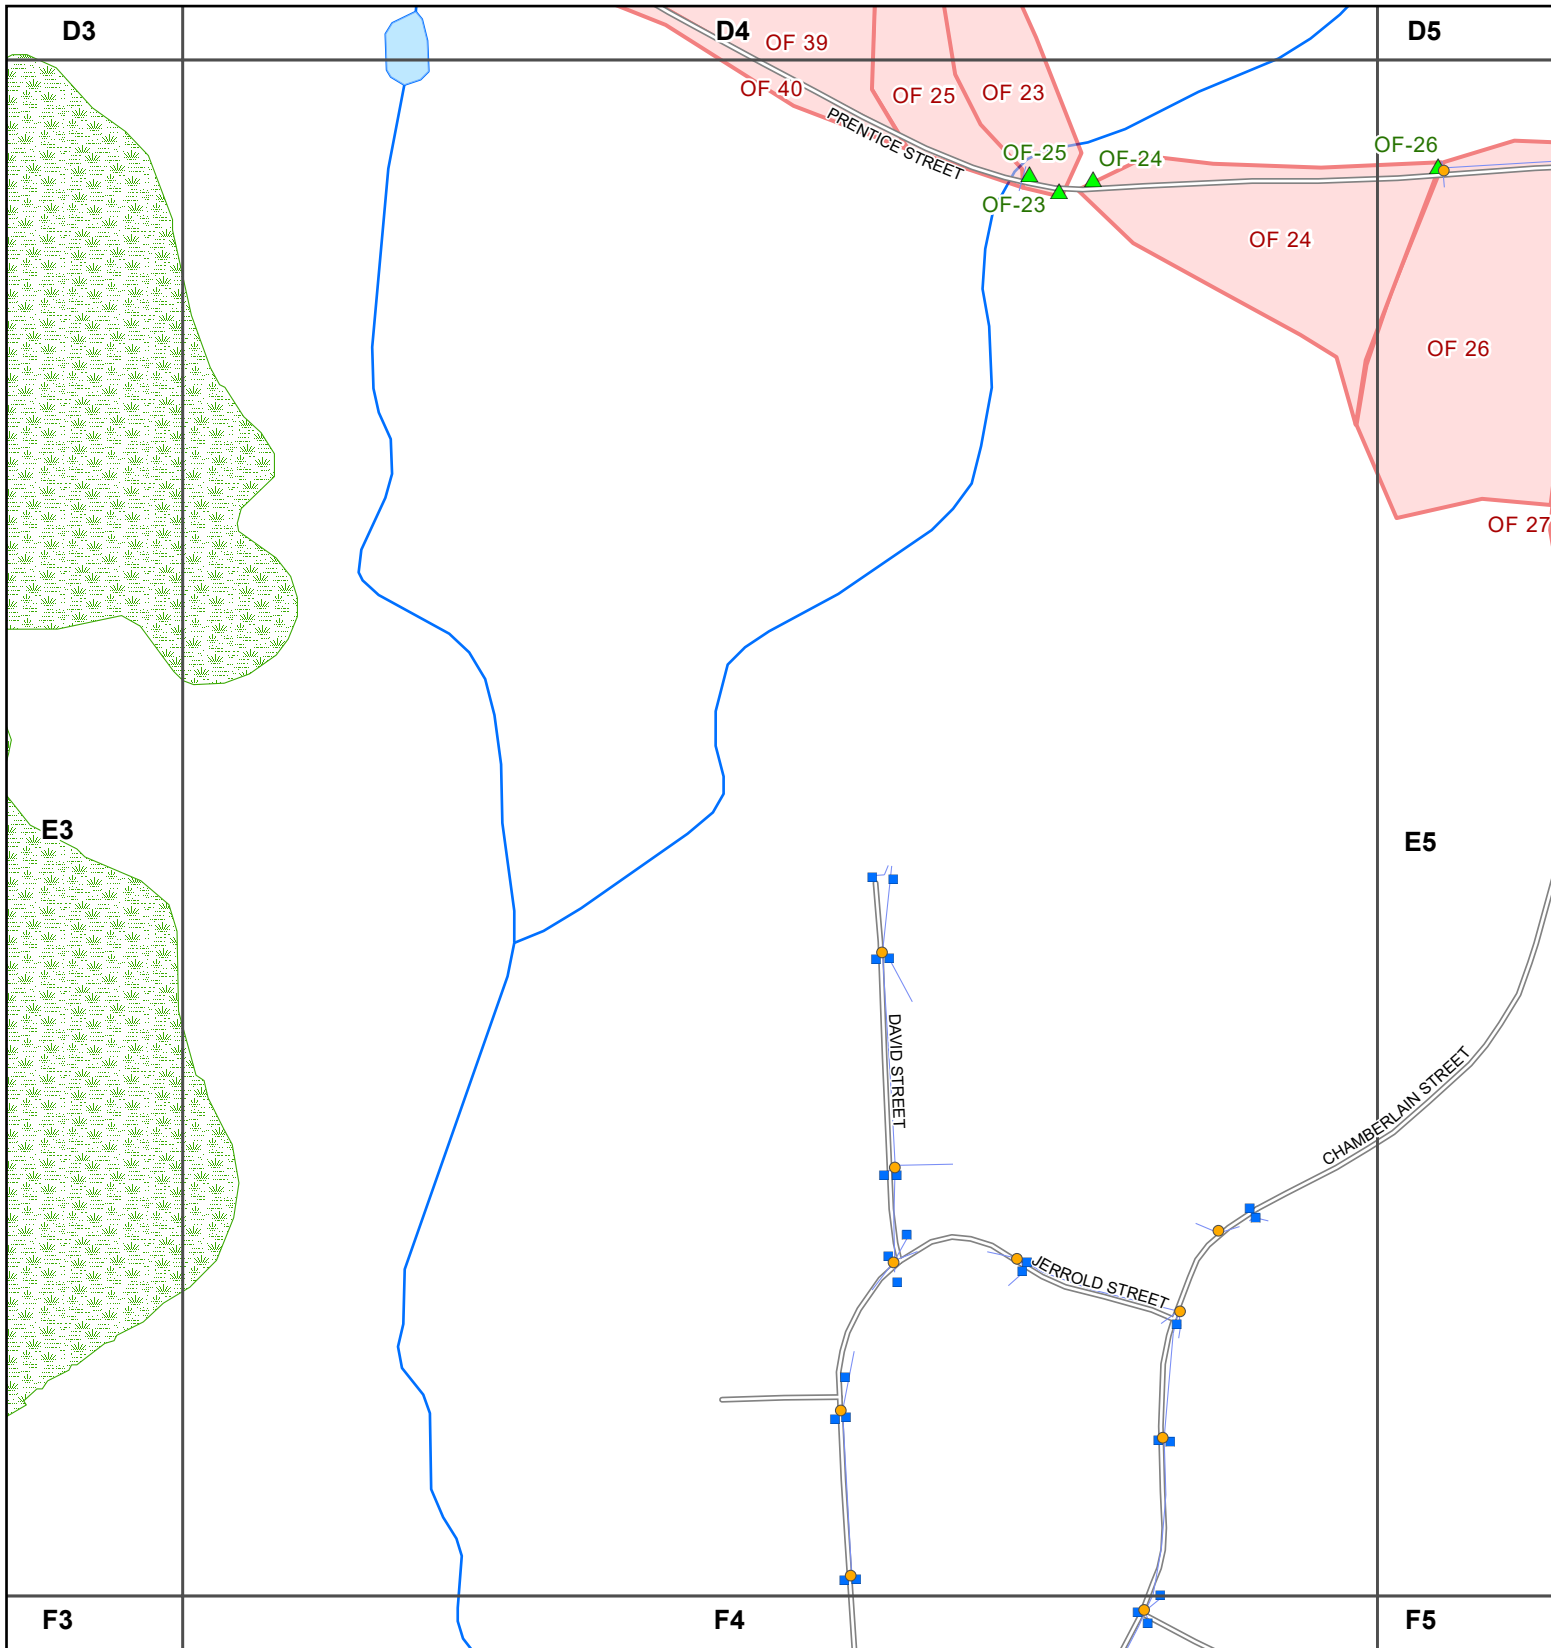 D3
D4
D5
OF 39
OF 40
OF 25
OF 23
PRENTICE STREET
OF-25
OF-24
OF-26
OF-23
OF 24
OF 26
OF 27
E3
E5
DAVID STREET
CHAMBERLAIN STREET
JERROLD STREET
F3
F4
F5